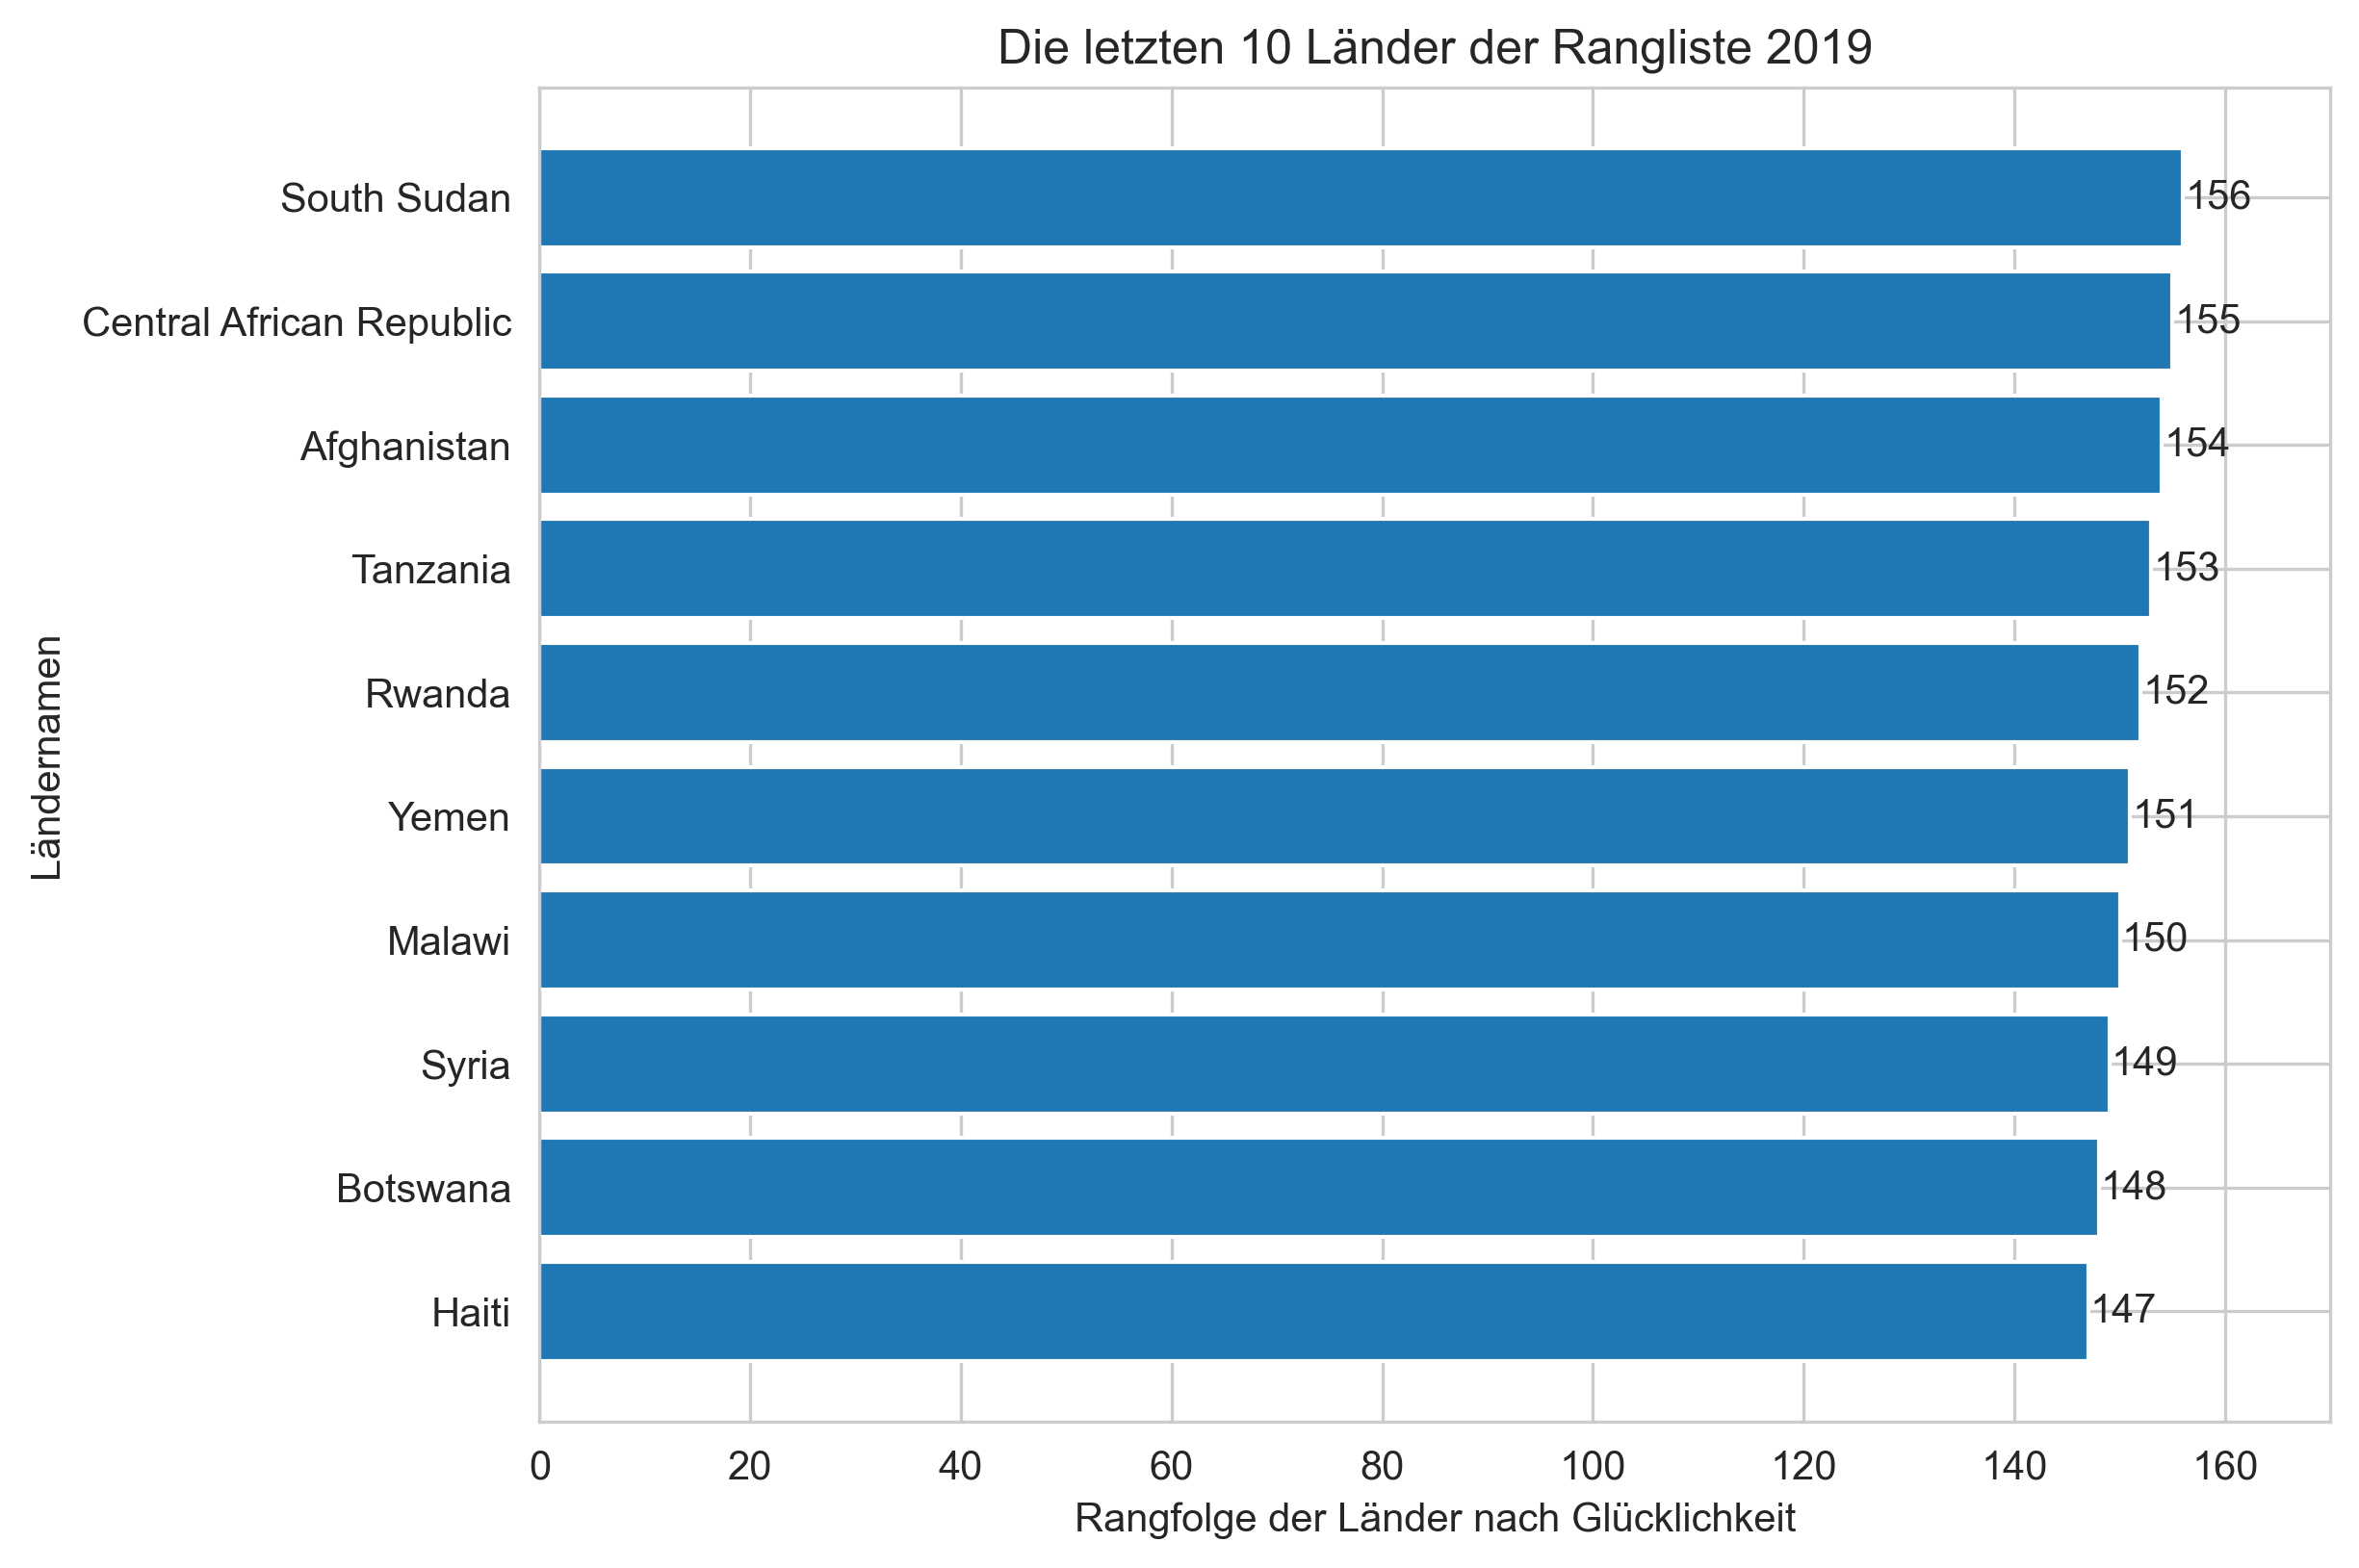 Die letzten 10 Länder der Rangliste 2019
Ländernamen
South Sudan 156
Central African Republic 155
Afghanistan 154
Tanzania 153
Rwanda 152
Yemen 151
Malawi 150
Syria 149
Botswana 148
Haiti 147
0 20 40 60 80 100 120 140 160
Rangfolge der Länder nach Glücklichkeit